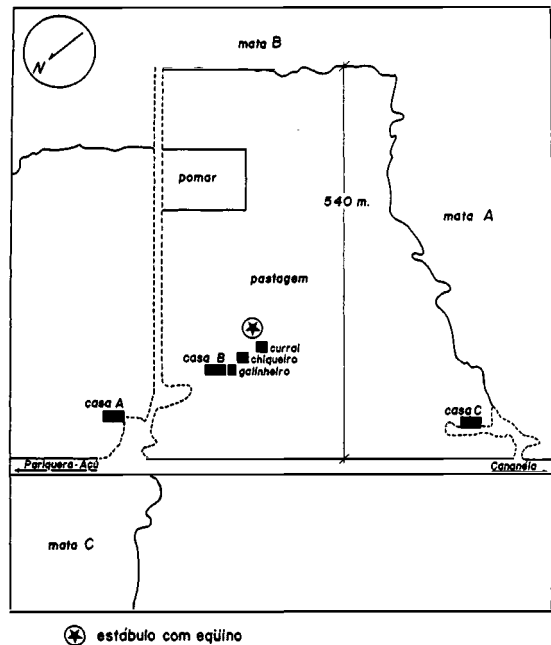 mata B
N
pomar
540 m.
mata A
pastagem
curral
casa B
chiqueiro
galinheiro
casa A
casa C
Pariquera-Açú
Cananéia
mata C
estábulo com eqüino